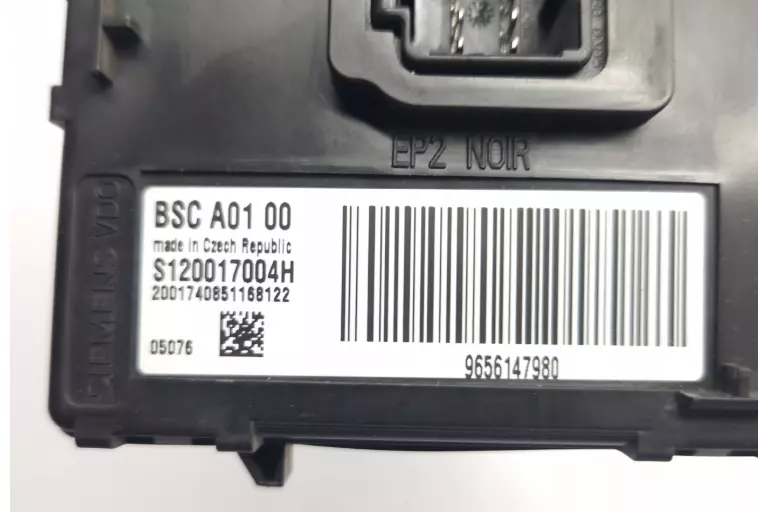 EP2 NOIR
SIEMENS VDO
BSC A01 00
made in Czech Republic
S120017004H
2001740851168122
05076
9656147980